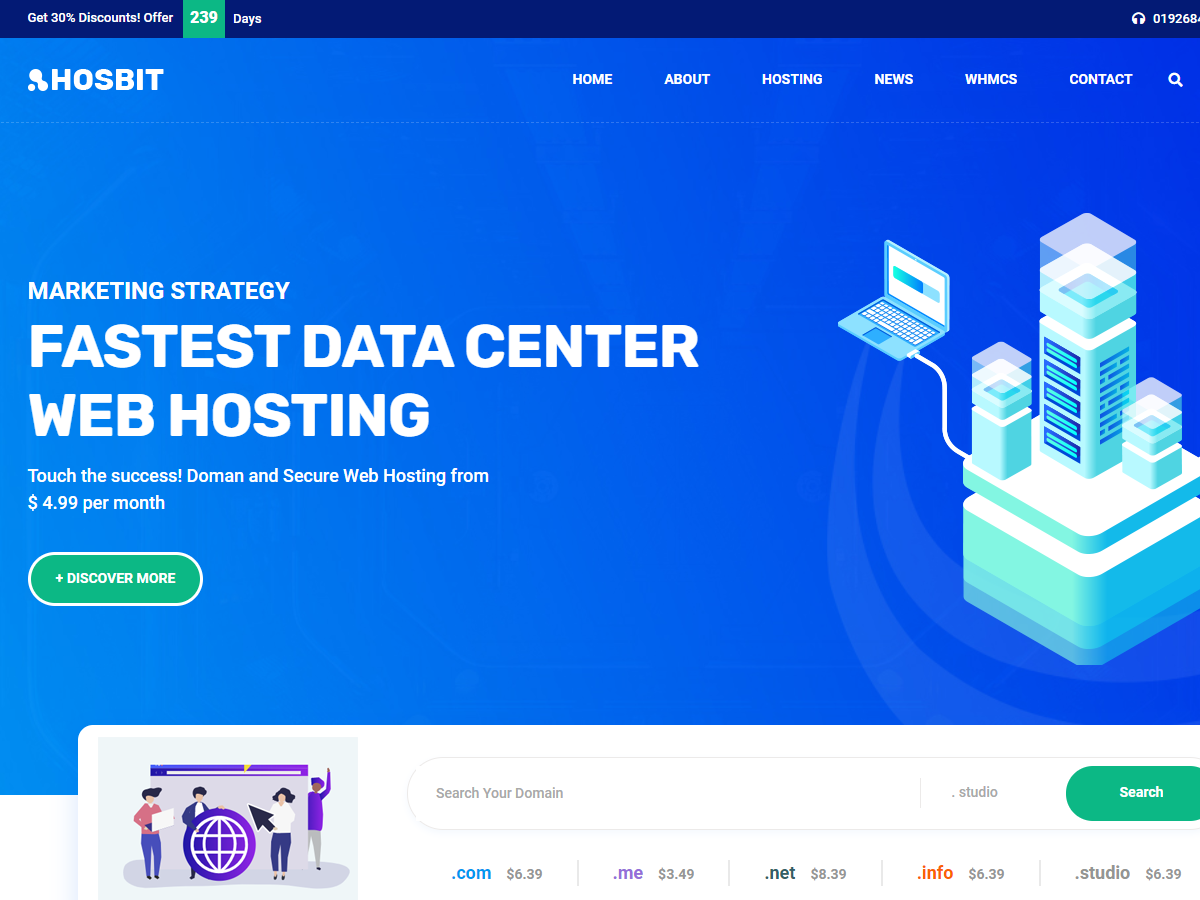 Get 30% Discounts! Offer 239 Days
HOSBIT HOME ABOUT HOSTING NEWS WHMCS CONTACT
MARKETING STRATEGY
FASTEST DATA CENTER
WEB HOSTING
Touch the success! Doman and Secure Web Hosting from
$ 4.99 per month
+ DISCOVER MORE
Search Your Domain . studio Search
.com $6.39 .me $3.49 .net $8.39 .info $6.39 .studio $6.39